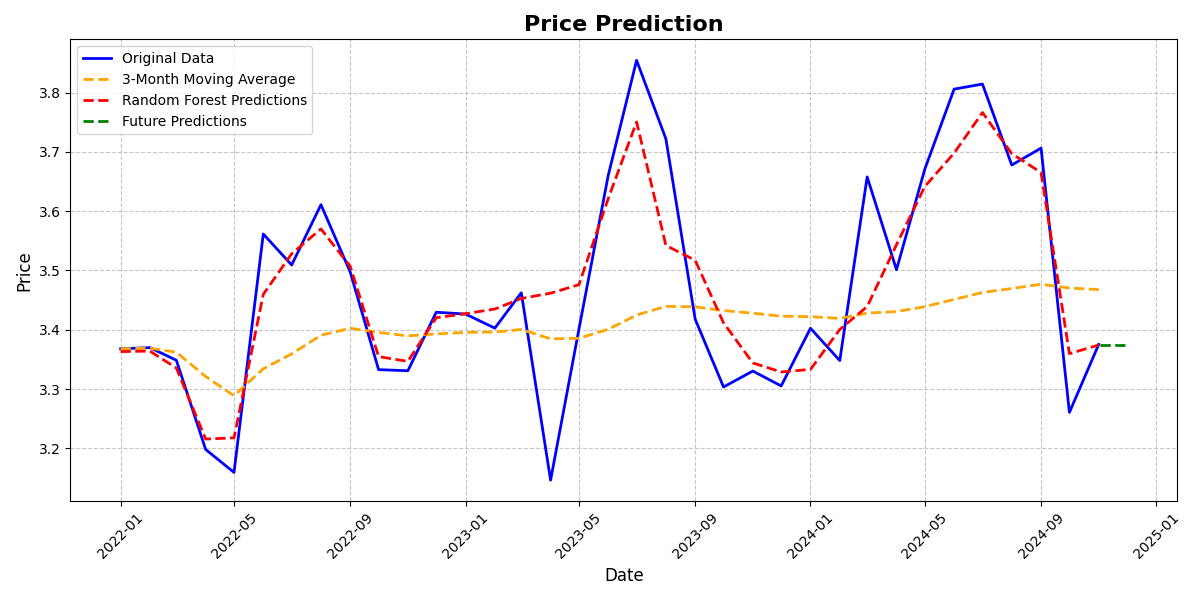 Price Prediction
Original Data
3-Month Moving Average
Random Forest Predictions
Future Predictions
Price
3.8
3.7
3.6
3.5
3.4
3.3
3.2
2022-01
2022-05
2022-09
2023-01
2023-05
2023-09
2024-01
2024-05
2024-09
2025-01
Date